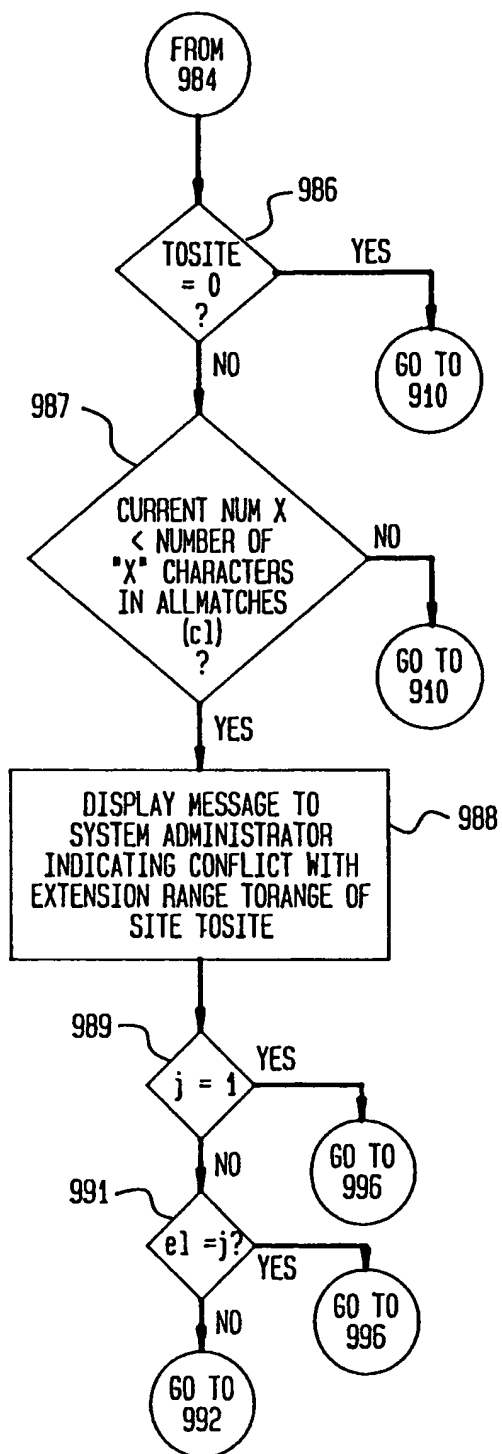 FROM
984
986
TOSITE
= 0
?
YES
GO TO
910
NO
987
CURRENT NUM X
< NUMBER OF
"X" CHARACTERS
IN ALLMATCHES
(cl)
?
NO
GO TO
910
YES
DISPLAY MESSAGE TO
SYSTEM ADMINISTRATOR
INDICATING CONFLICT WITH
EXTENSION RANGE TORANGE OF
SITE TOSITE
988
989
j = 1
YES
GO TO
996
NO
991
el =j?
YES
GO TO
996
NO
GO TO
992